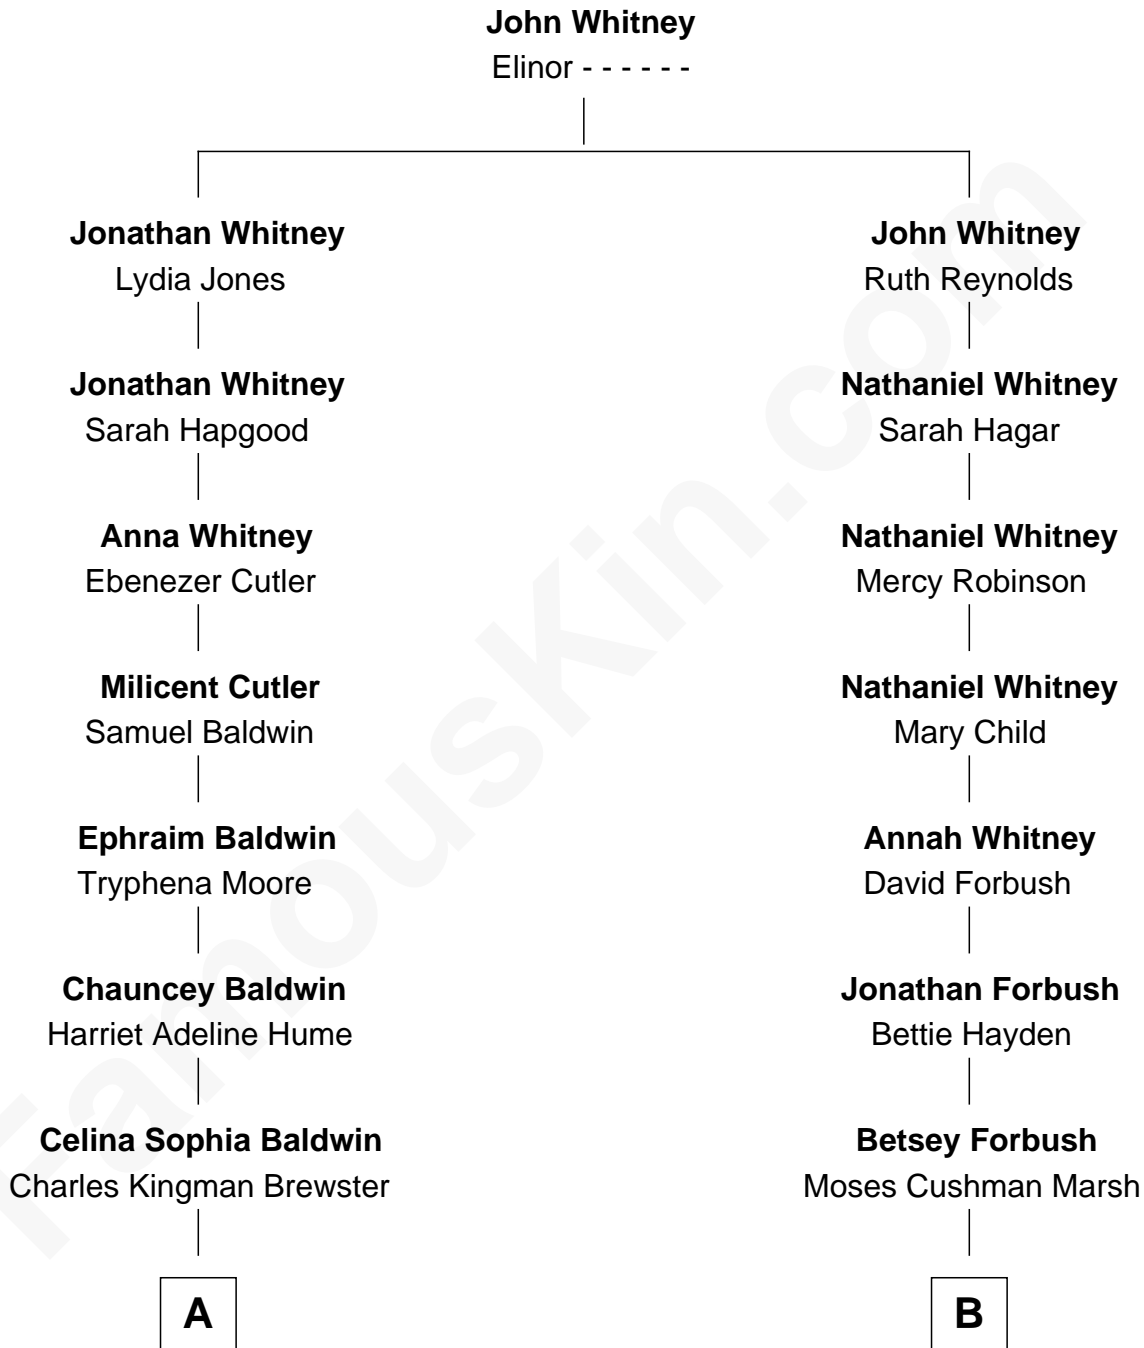 John Whitney
Elinor - - - - - -
Jonathan Whitney
Lydia Jones
John Whitney
Ruth Reynolds
Jonathan Whitney
Sarah Hapgood
Nathaniel Whitney
Sarah Hagar
Anna Whitney
Ebenezer Cutler
Nathaniel Whitney
Mercy Robinson
Milicent Cutler
Samuel Baldwin
Nathaniel Whitney
Mary Child
Ephraim Baldwin
Tryphena Moore
Annah Whitney
David Forbush
Chauncey Baldwin
Harriet Adeline Hume
Jonathan Forbush
Bettie Hayden
Celina Sophia Baldwin
Charles Kingman Brewster
Betsey Forbush
Moses Cushman Marsh
A
B
FamousKin.com